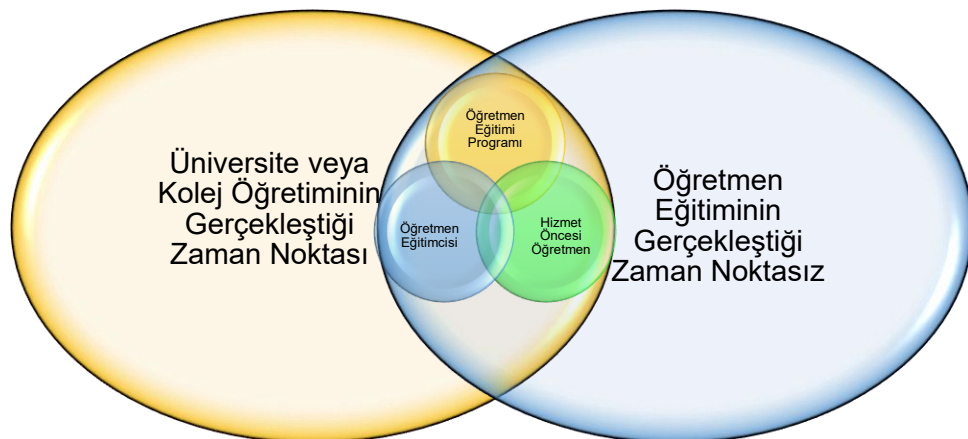 Üniversite veya
Kolej Öğretiminin
Gerçekleştiği
Zaman Noktası
Öğretmen
Eğitimi
Programı
Öğretmen
Eğitimcisi
Hizmet
Öncesi
Öğretmen
Öğretmen
Eğitiminin
Gerçekleştiği
Zaman Noktasız